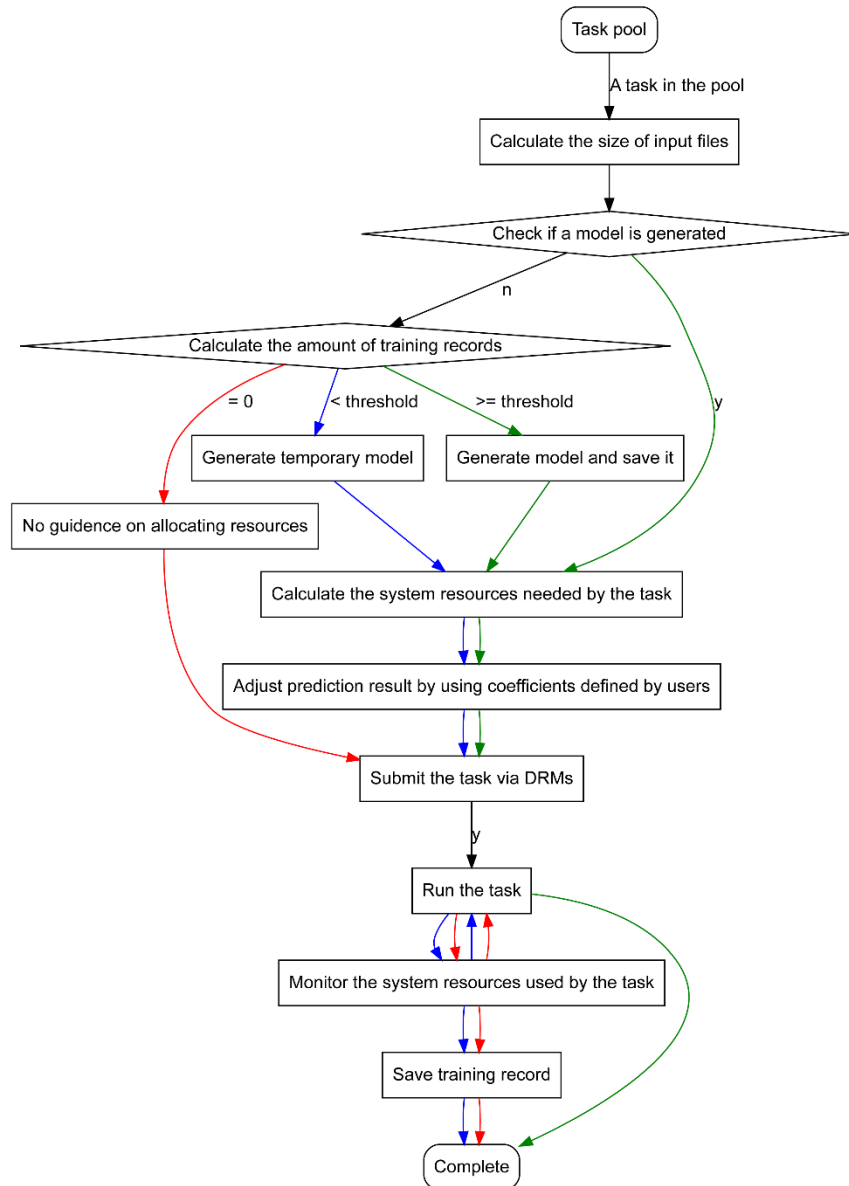 Task pool
A task in the pool
Calculate the size of input files
Check if a model is generated
n
Calculate the amount of training records
= 0
< threshold
>= threshold
y
Generate temporary model
Generate model and save it
No guidance on allocating resources
Calculate the system resources needed by the task
Adjust prediction result by using coefficients defined by users
Submit the task via DRMs
y
Run the task
Monitor the system resources used by the task
Save training record
Complete